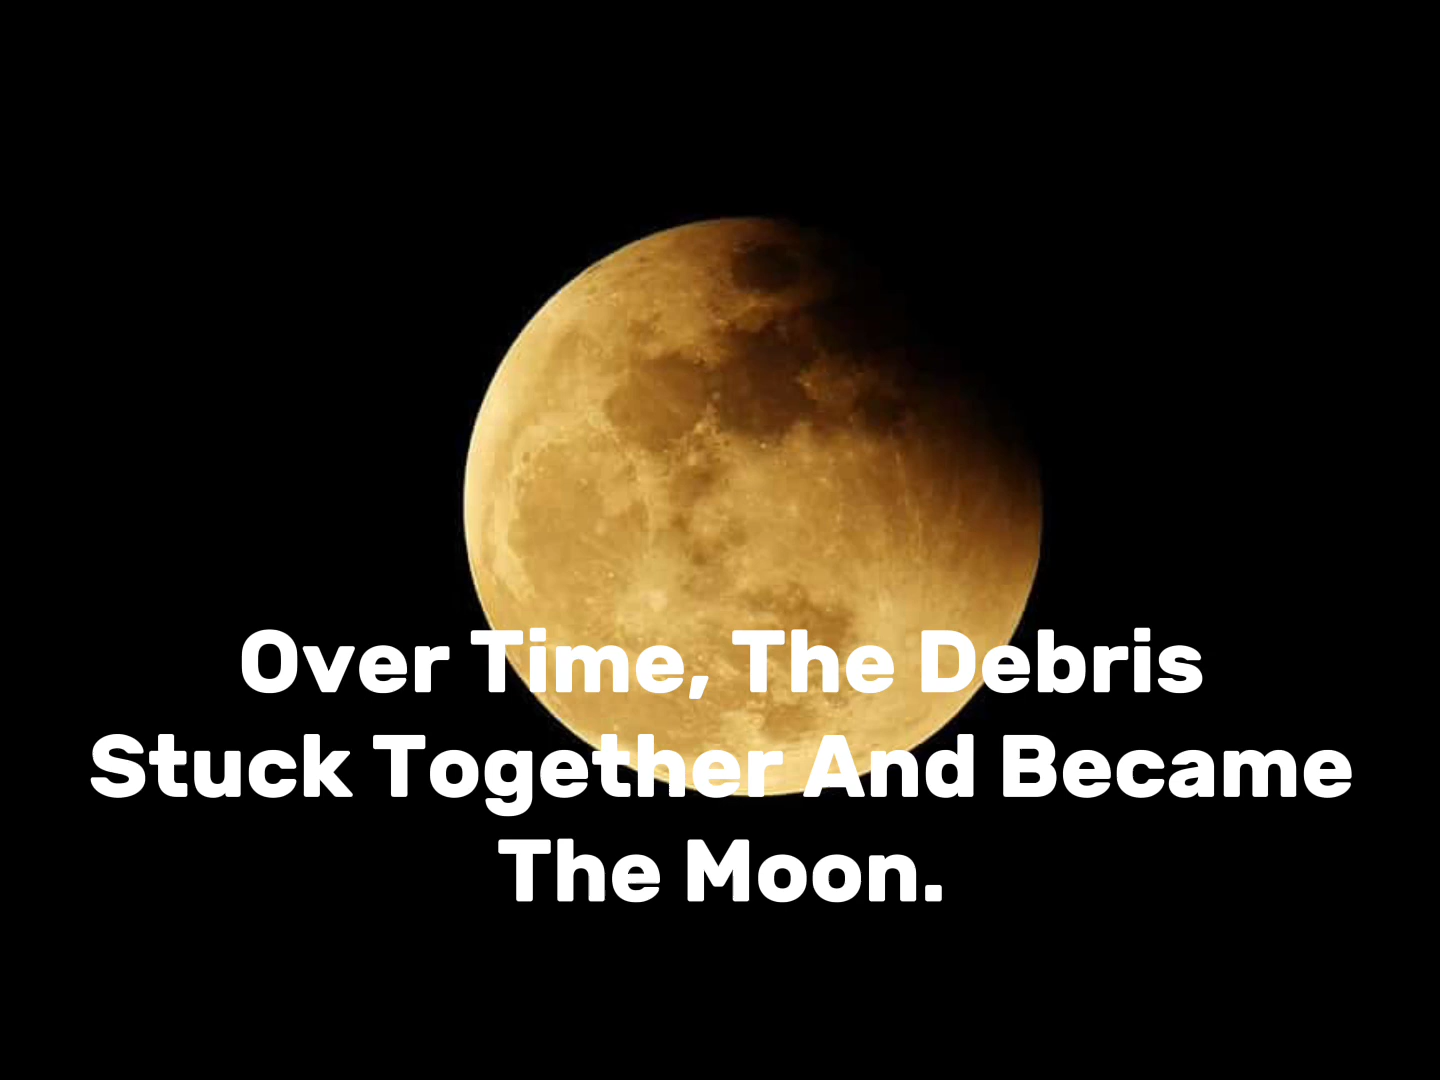 Over Time, The Debris
Stuck Together And Became
The Moon.